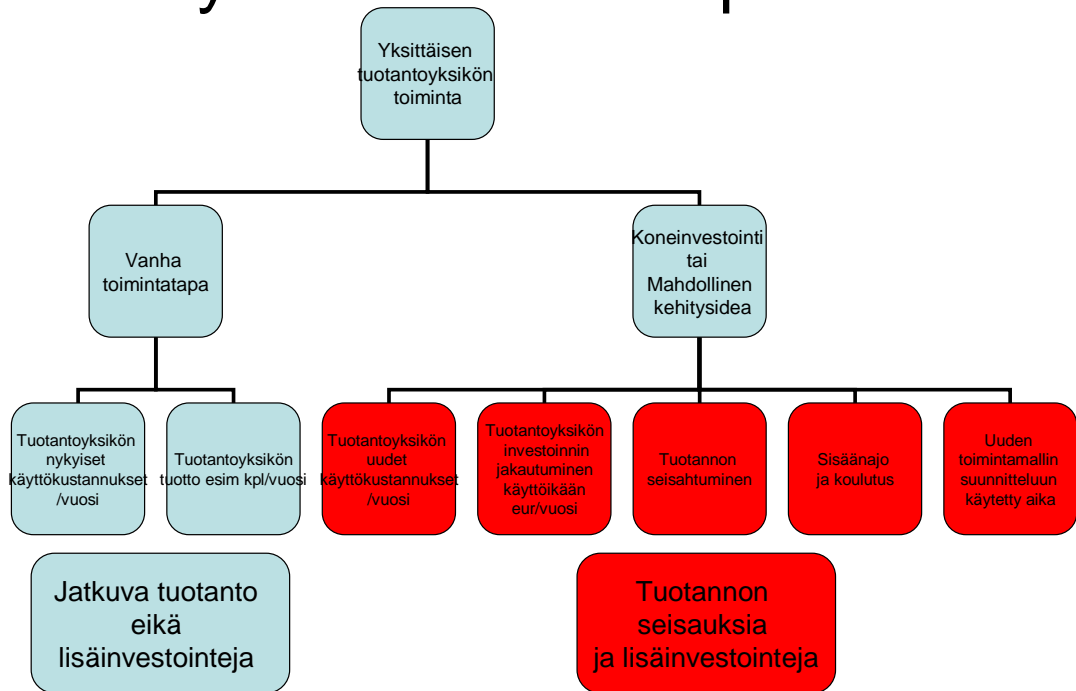 Yksittäisen
tuotantoyksikön
toiminta
Vanha
toimintatapa
Koneinvestointi
tai
Mahdollinen
kehitysidea
Tuotantoyksikön
nykyiset
käyttökustannukset
/vuosi
Tuotantoyksikön
tuotto esim kpl/vuosi
Tuotantoyksikön
uudet
käyttökustannukset
/vuosi
Tuotantoyksikön
investoinnin
jakautuminen
käyttöikään
eur/vuosi
Tuotannon
seisahtuminen
Sisäänajo
ja koulutus
Uuden
toimintamallin
suunnitteluun
käytetty aika
Jatkuva tuotanto
eikä
lisäinvestointeja
Tuotannon
seisauksia
ja lisäinvestointeja